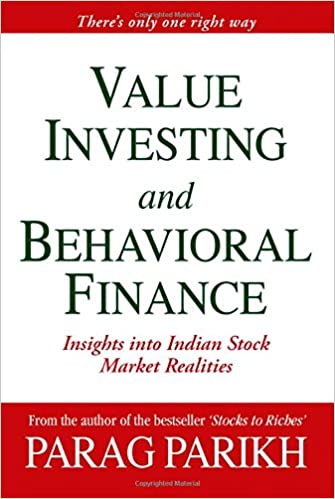 There's only one right way
VALUE
INVESTING
and
BEHAVIORAL
FINANCE
Insights into Indian Stock
Market Realities
From the author of the bestseller 'Stocks to Riches'
PARAG PARIKH